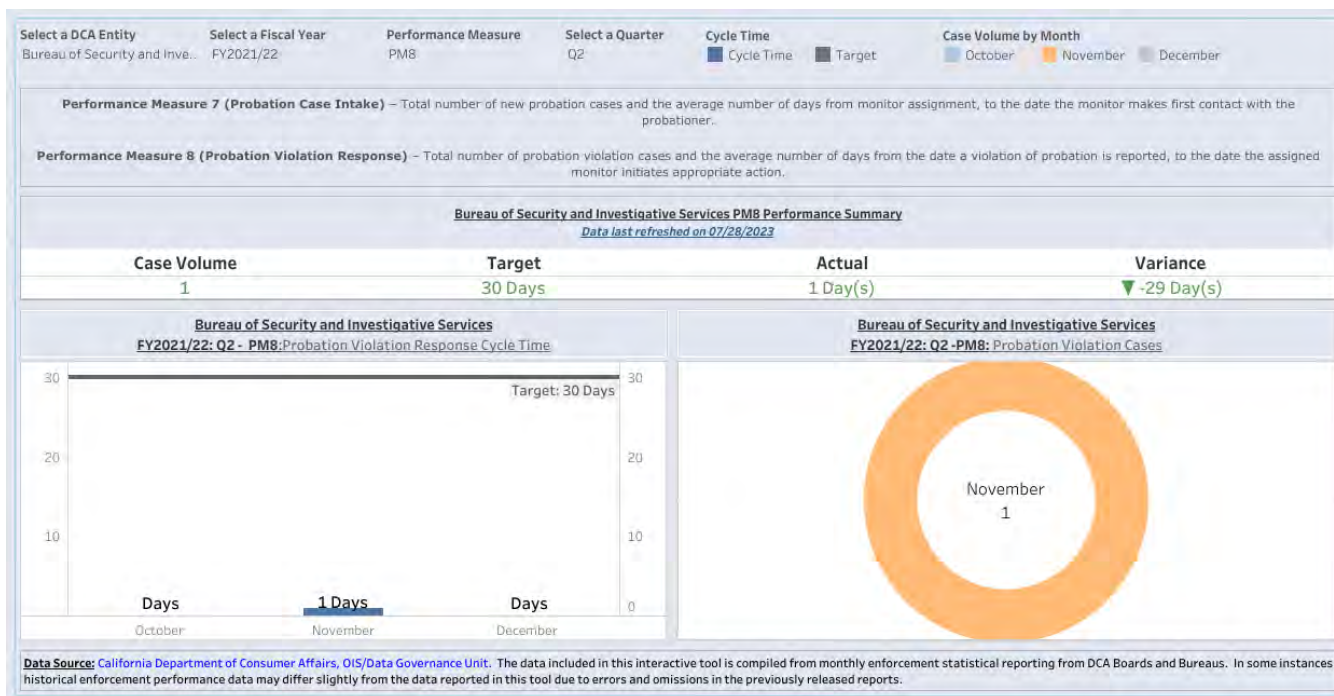 Select a DCA Entity Select a Fiscal Year Performance Measure Select a Quarter Cycle Time Case Volume by Month
Bureau of Security and Inve.. FY2021/22 PM8 Q2 Cycle Time Target October November December
Performance Measure 7 (Probation Case Intake) – Total number of new probation cases and the average number of days from monitor assignment, to the date the monitor makes first contact with the
probationer..
Performance Measure 8 (Probation Violation Response) – Total number of probation violation cases and the average number of days from the date a violation of probation is reported, to the date the assigned
monitor initiates appropriate action.
Bureau of Security and Investigative Services PM8 Performance Summary
Data last refreshed on 07/28/2023
Case Volume Target Actual Variance
1 30 Days 1 Day(s) ▼ -29 Day(s)
Bureau of Security and Investigative Services
FY2021/22: Q2 - PM8:Probation Violation Response Cycle Time
30 30
Target: 30 Days
20 20
10 10
Days 1 Days Days
0
October November December
Bureau of Security and Investigative Services
FY2021/22: Q2 -PM8: Probation Violation Cases
November
1
Data Source: California Department of Consumer Affairs, OIS/Data Governance Unit. The data included in this interactive tool is compiled from monthly enforcement statistical reporting from DCA Boards and Bureaus. In some instances
historical enforcement performance data may differ slightly from the data reported in this tool due to errors and omissions in the previously released reports.